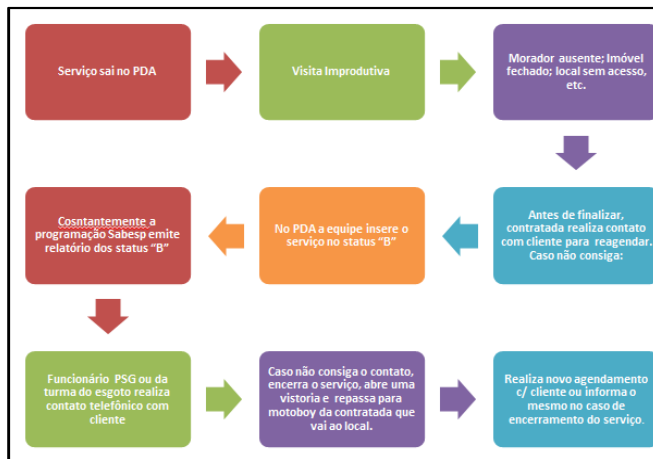 Serviço sai no PDA
Visita Improdutiva
Morador ausente; Imóvel
fechado; local sem acesso,
etc.
Cosntantemente a
programação Sabesp emite
relatório dos status “B”
No PDA a equipe insere o
serviço no status “B”
Antes de finalizar,
contratada realiza contato
com cliente para reagendar.
Caso não consiga:
Funcionário PSG ou da
turma do esgoto realiza
contato telefônico com
cliente
Caso não consiga o contato,
encerra o serviço, abre uma
vistoria e repassa para
motoboy da contratada que
vai ao local.
Realiza novo agendamento
c/ cliente ou informa o
mesmo no caso de
encerramento do serviço.